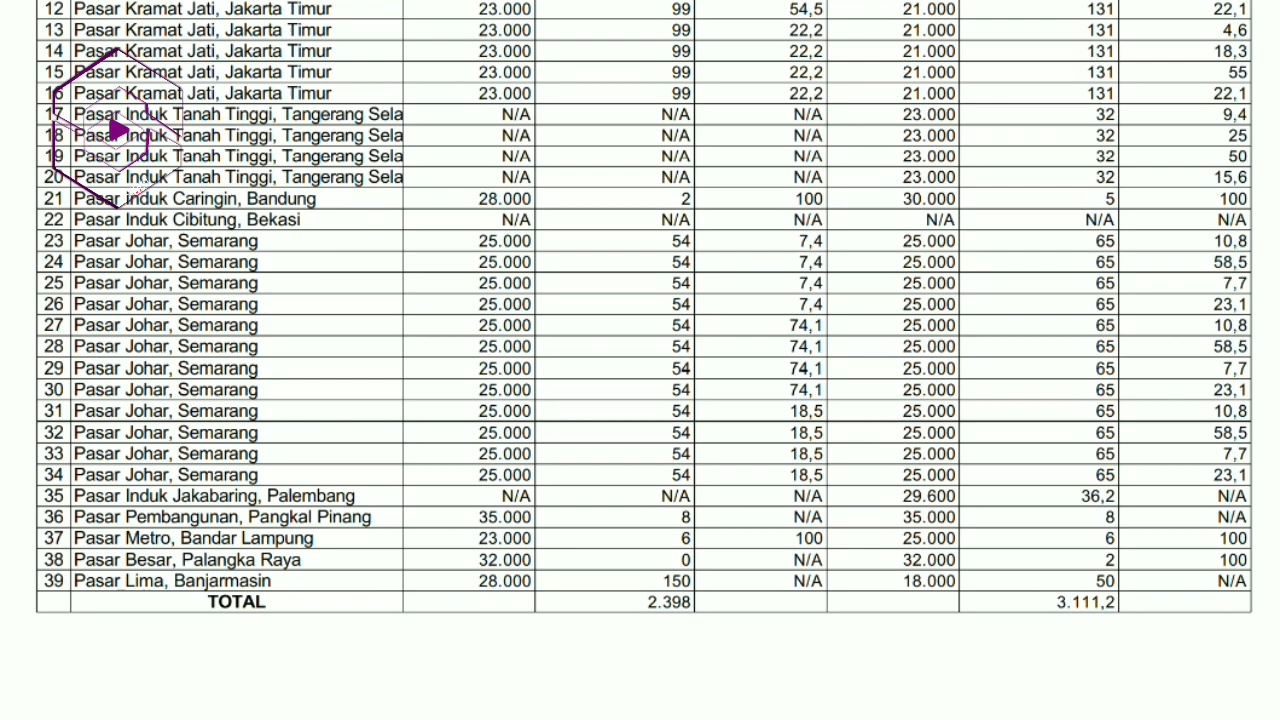 12 Pasar Kramat Jati, Jakarta Timur 23.000 99 54,5 21.000 131 22,1
13 Pasar Kramat Jati, Jakarta Timur 23.000 99 22,2 21.000 131 4,6
14 Pasar Kramat Jati, Jakarta Timur 23.000 99 22,2 21.000 131 18,3
15 Pasar Kramat Jati, Jakarta Timur 23.000 99 22,2 21.000 131 55
16 Pasar Kramat Jati, Jakarta Timur 23.000 99 22,2 21.000 131 22,1
17 Pasar Induk Tanah Tinggi, Tangerang Sela N/A N/A N/A 23.000 32 9,4
18 Pasar Induk Tanah Tinggi, Tangerang Sela N/A N/A N/A 23.000 32 25
19 Pasar Induk Tanah Tinggi, Tangerang Sela N/A N/A N/A 23.000 32 50
20 Pasar Induk Tanah Tinggi, Tangerang Sela N/A N/A N/A 23.000 32 15,6
21 Pasar induk Caringin, Bandung 28.000 2 100 30.000 5 100
22 Pasar Induk Cibitung, Bekasi N/A N/A N/A N/A N/A N/A
23 Pasar Johar, Semarang 25.000 54 7,4 25.000 65 10,8
24 Pasar Johar, Semarang 25.000 54 7,4 25.000 65 58,5
25 Pasar Johar, Semarang 25.000 54 7,4 25.000 65 7,7
26 Pasar Johar, Semarang 25.000 54 7,4 25.000 65 23,1
27 Pasar Johar, Semarang 25.000 54 74,1 25.000 65 10,8
28 Pasar Johar, Semarang 25.000 54 74,1 25.000 65 58,5
29 Pasar Johar, Semarang 25.000 54 74,1 25.000 65 7,7
30 Pasar Johar, Semarang 25.000 54 74,1 25.000 65 23,1
31 Pasar Johar, Semarang 25.000 54 18,5 25.000 65 10,8
32 Pasar Johar, Semarang 25.000 54 18,5 25.000 65 58,5
33 Pasar Johar, Semarang 25.000 54 18,5 25.000 65 7,7
34 Pasar Johar, Semarang 25.000 54 18,5 25.000 65 23,1
35 Pasar Induk Jakabaring, Palembang N/A N/A N/A 29.600 36,2 N/A
36 Pasar Pembangunan, Pangkal Pinang 35.000 8 N/A 35.000 8 N/A
37 Pasar Metro, Bandar Lampung 23.000 6 100 25.000 6 100
38 Pasar Besar, Palangka Raya 32.000 0 N/A 32.000 2 100
39 Pasar Lima, Banjarmasin 28.000 150 N/A 18.000 50 N/A
TOTAL 2.398 3.111,2